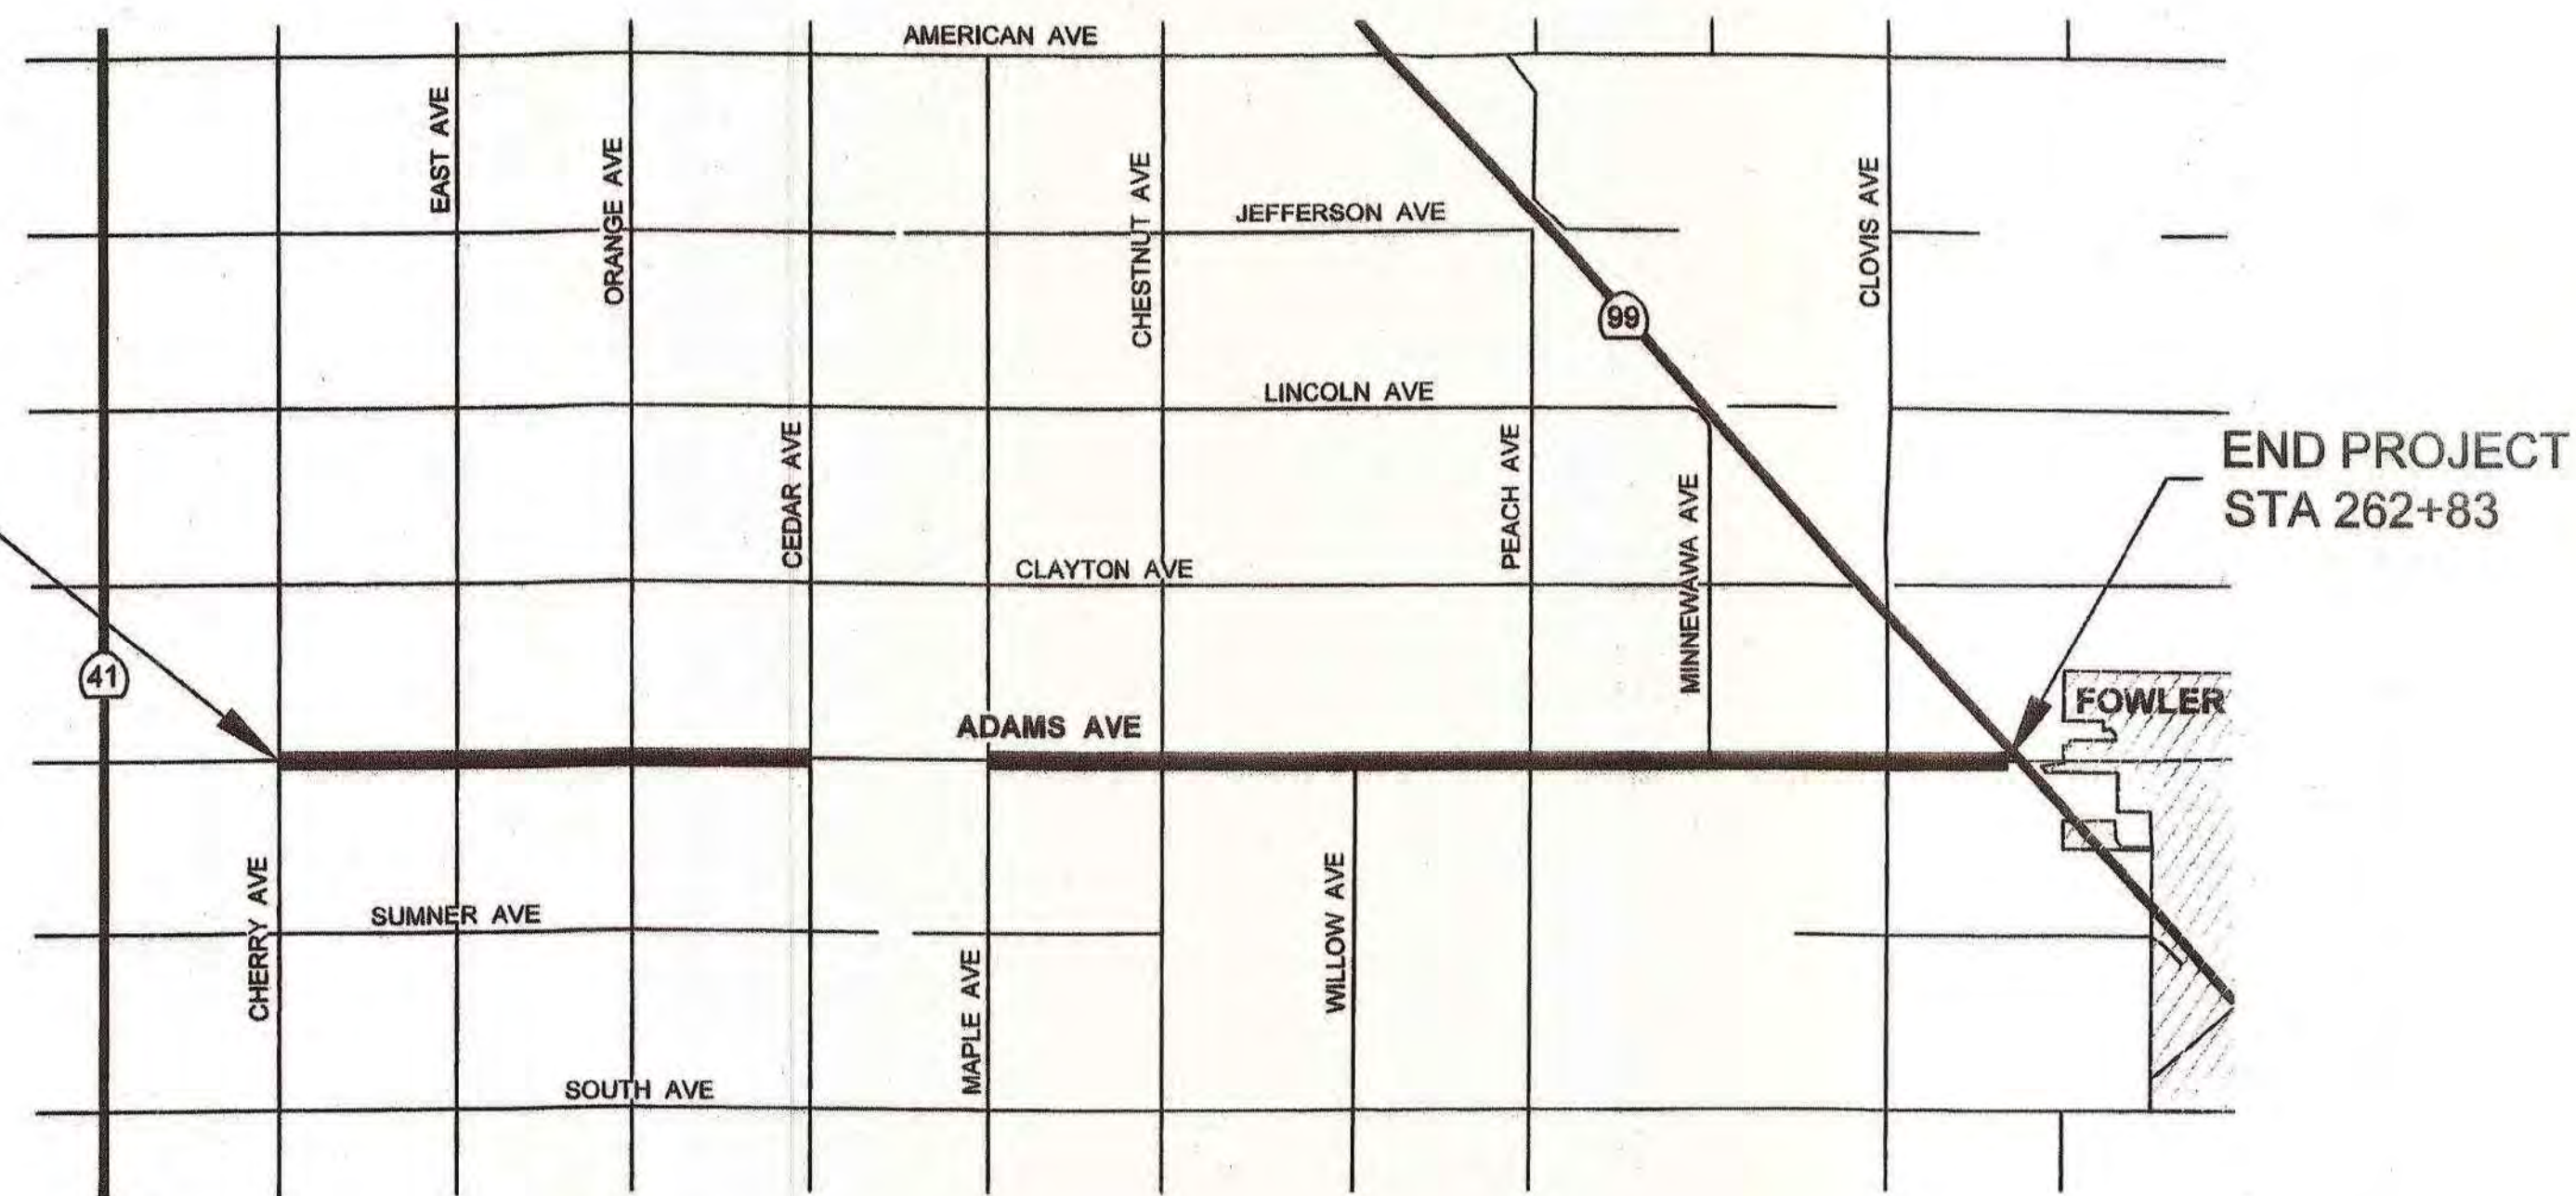 AMERICAN AVE
EAST AVE
ORANGE AVE
CHESTNUT AVE
JEFFERSON AVE
CLOVIS AVE
99
LINCOLN AVE
CEDAR AVE
PEACH AVE
END PROJECT
STA 262+83
MINNEWAWA AVE
CLAYTON AVE
41
FOWLER
ADAMS AVE
CHERRY AVE
SUMNER AVE
MAPLE AVE
WILLOW AVE
SOUTH AVE